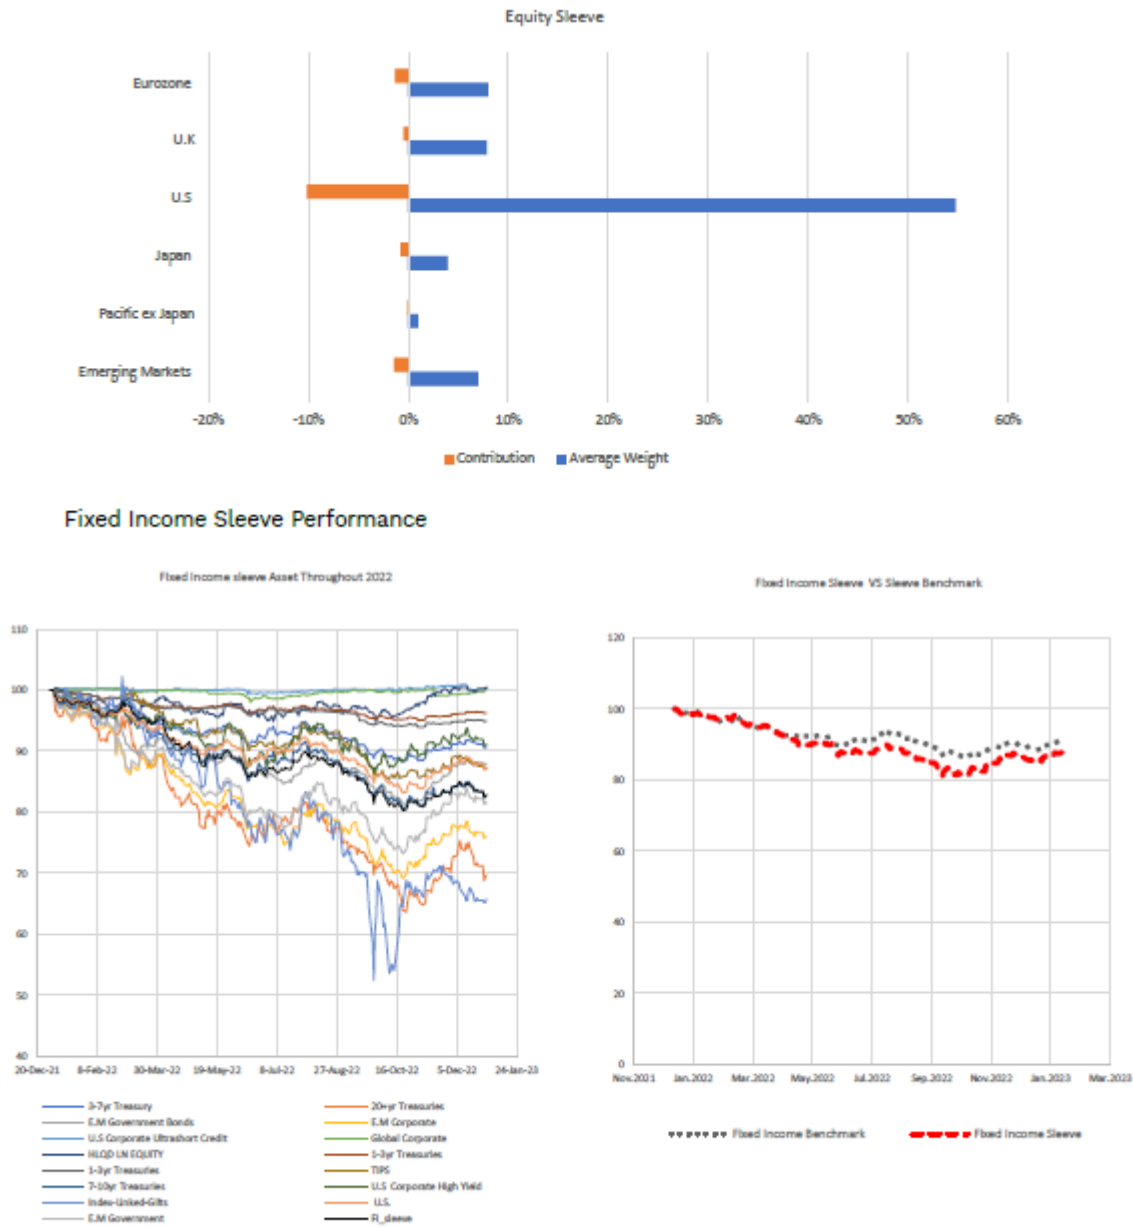 Equity Sleeve
Eurozone
U.K
U.S
Japan
Pacific ex Japan
Emerging Markets
-20% -10% 0% 10% 20% 30% 40% 50% 60%
Contribution Average Weight
Fixed Income Sleeve Performance
Fixed Income sleeve Asset Throughout 2022
110
100
90
80
70
60
50
40
20-Dec-21 8-Feb-22 30-Mar-22 19-May-22 8-Jul-22 27-Aug-22 16-Oct-22 5-Dec-22 24-Jan-23
3-7yr Treasury 20+yr Treasuries
E.M Government Bonds E.M Corporate
U.S Corporate Ultrashort Credit Global Corporate
HLQD LN EQUITY 1-3yr Treasuries
1-3yr Treasuries TIPS
7-10yr Treasuries U.S Corporate High Yield
Index-Linked-Gilts U.S.
E.M Government FI_sleeve
Fixed Income Sleeve VS Sleeve Benchmark
120
100
80
60
40
20
0
Nov.2021 Jan.2022 Mar.2022 May.2022 Jul.2022 Sep.2022 Nov.2022 Jan.2023 Mar.2023
Fixed Income Benchmark Fixed Income Sleeve